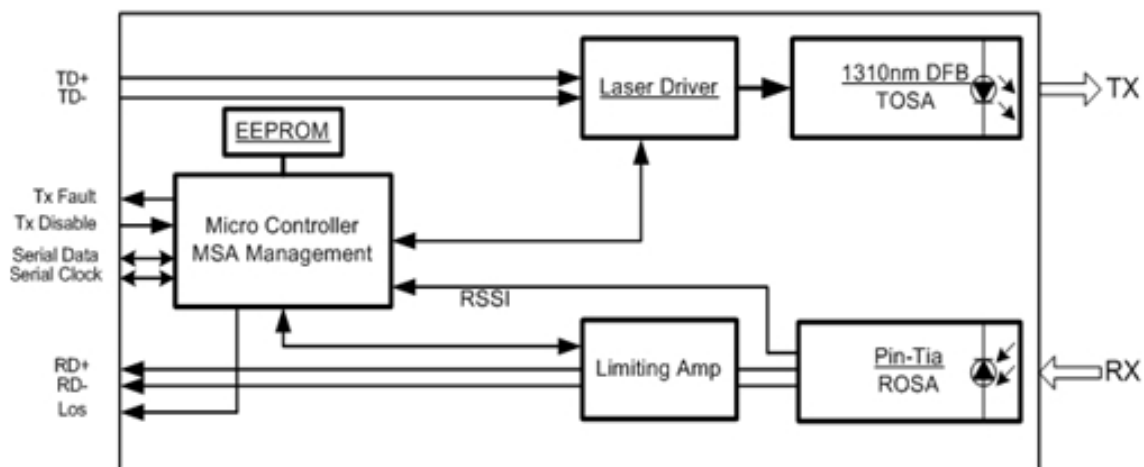 TD+
TD-
Laser Driver
1310nm DFB
TOSA
TX
EEPROM
Tx Fault
Tx Disable
Serial Data
Serial Clock
Micro Controller
MSA Management
RSSI
RD+
RD-
Los
Limiting Amp
Pin-Tia
ROSA
RX